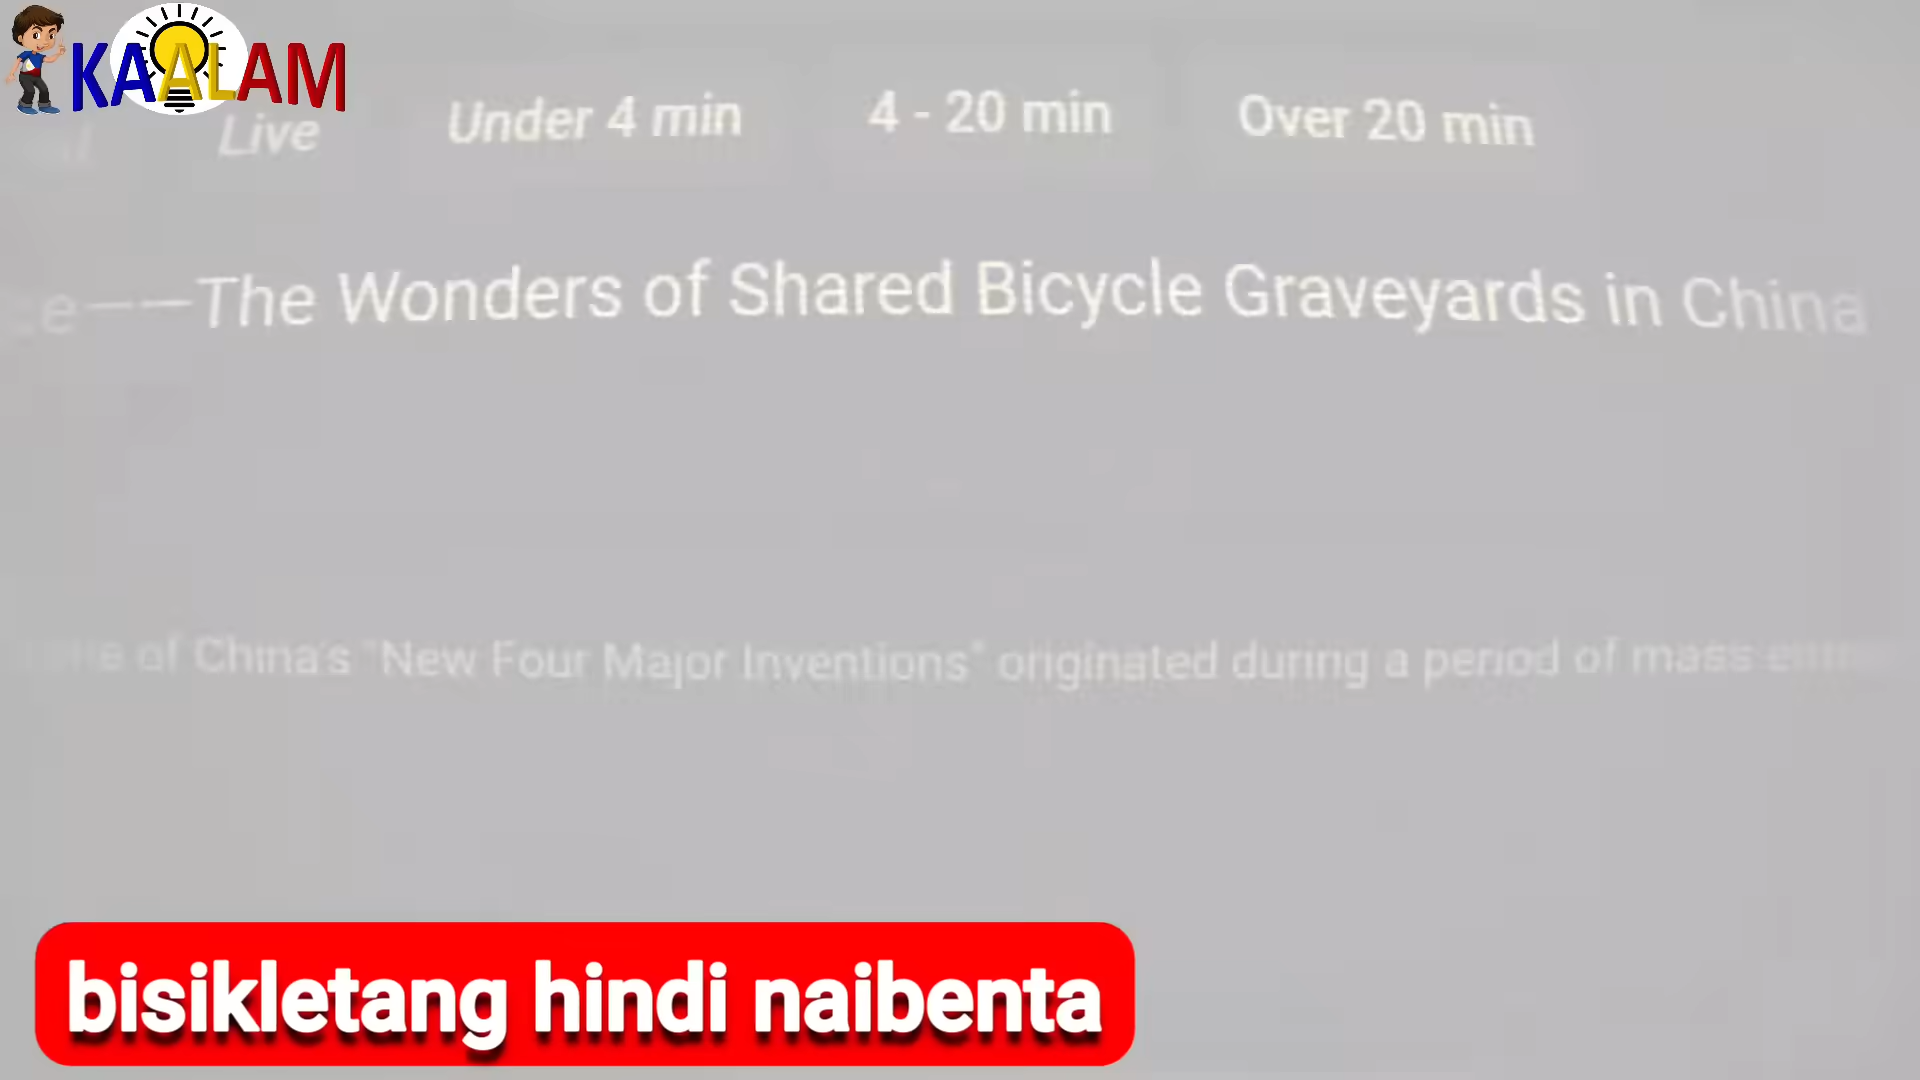 KAALAM
Live Under 4 min 4 - 20 min Over 20 min
ce——The Wonders of Shared Bicycle Graveyards in China
of China's "New Four Major Inventions" originated during a period of mass
bisikletang hindi naibenta